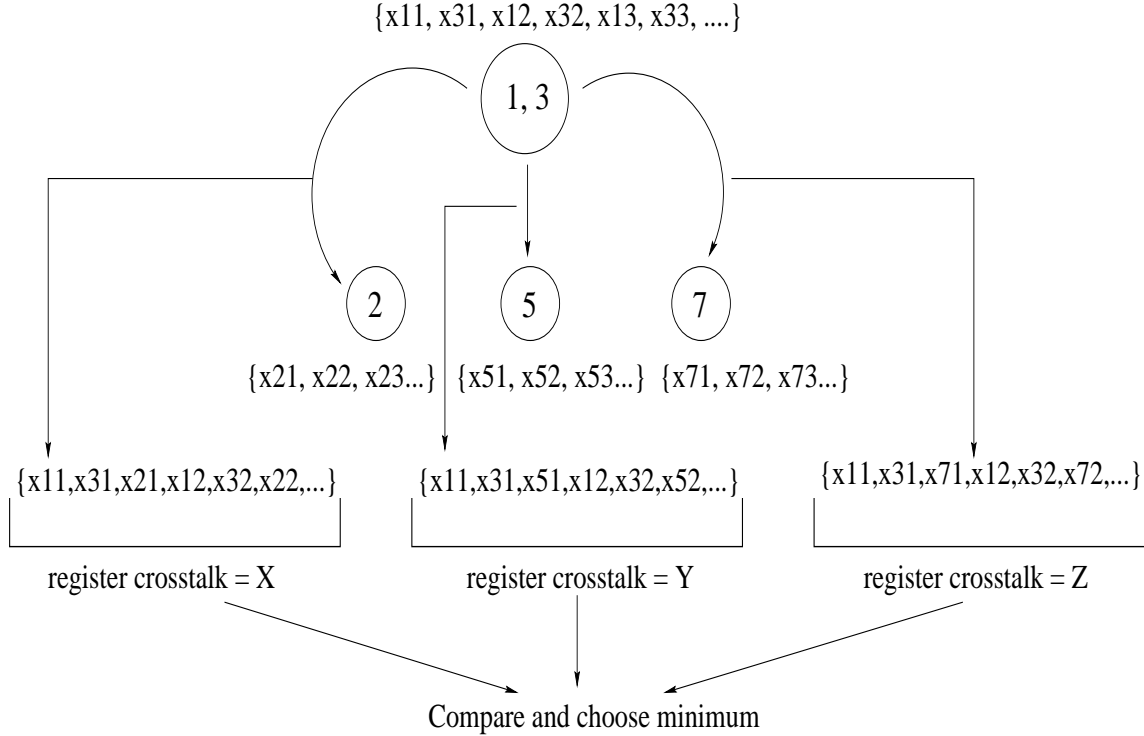 {x11, x31, x12, x32, x13, x33, ....}
1, 3
2
5
7
{x21, x22, x23...}
{x51, x52, x53...}
{x71, x72, x73...}
{x11,x31,x21,x12,x32,x22,...}
{x11,x31,x51,x12,x32,x52,...}
{x11,x31,x71,x12,x32,x72,...}
register crosstalk = X
register crosstalk = Y
register crosstalk = Z
Compare and choose minimum